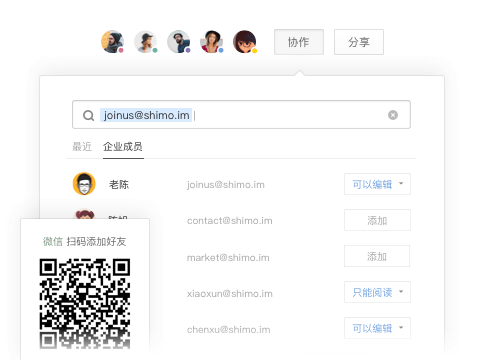 协作
分享
joinus@shimo.im
最近 企业成员
老陈 joinus@shimo.im 可以编辑
contact@shimo.im 添加
market@shimo.im 添加
xiaoxun@shimo.im 只能阅读
chenxu@shimo.im 可以编辑
微信 扫码添加好友